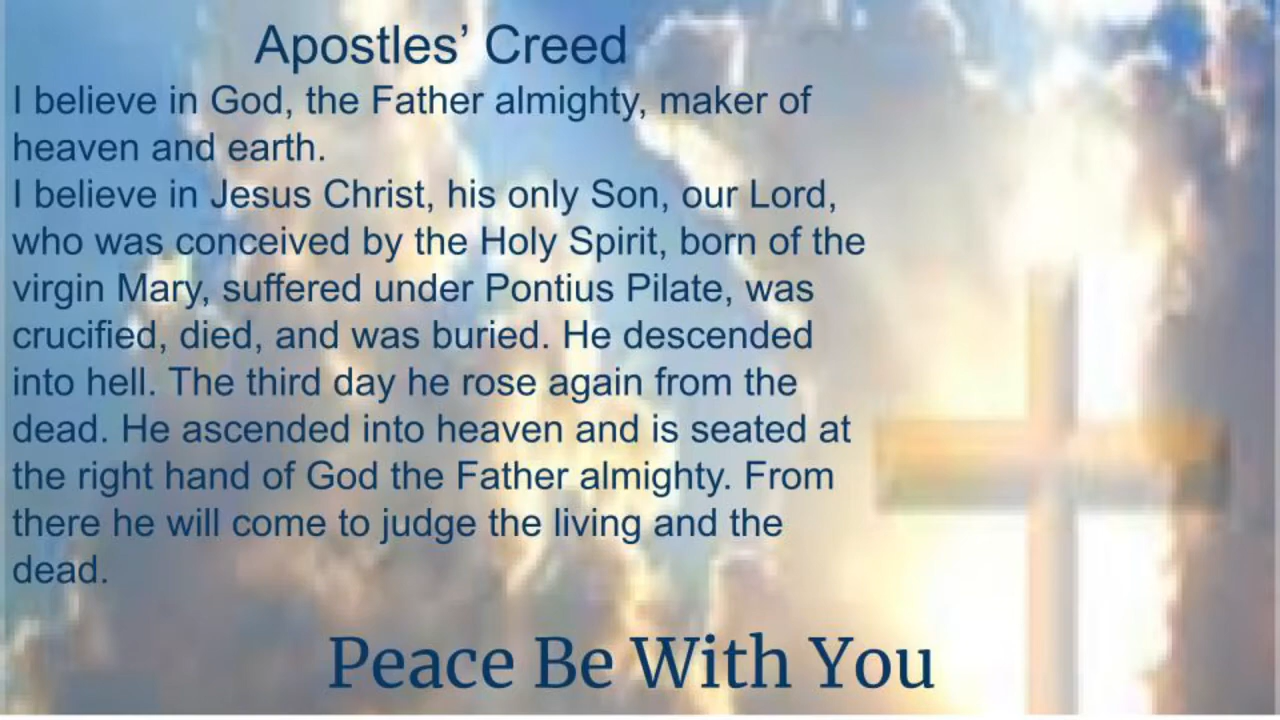 Apostles’ Creed
I believe in God, the Father almighty, maker of
heaven and earth.
I believe in Jesus Christ, his only Son, our Lord,
who was conceived by the Holy Spirit, born of the
virgin Mary, suffered under Pontius Pilate, was
crucified, died, and was buried. He descended
into hell. The third day he rose again from the
dead. He ascended into heaven and is seated at
the right hand of God the Father almighty. From
there he will come to judge the living and the
dead.
Peace Be With You